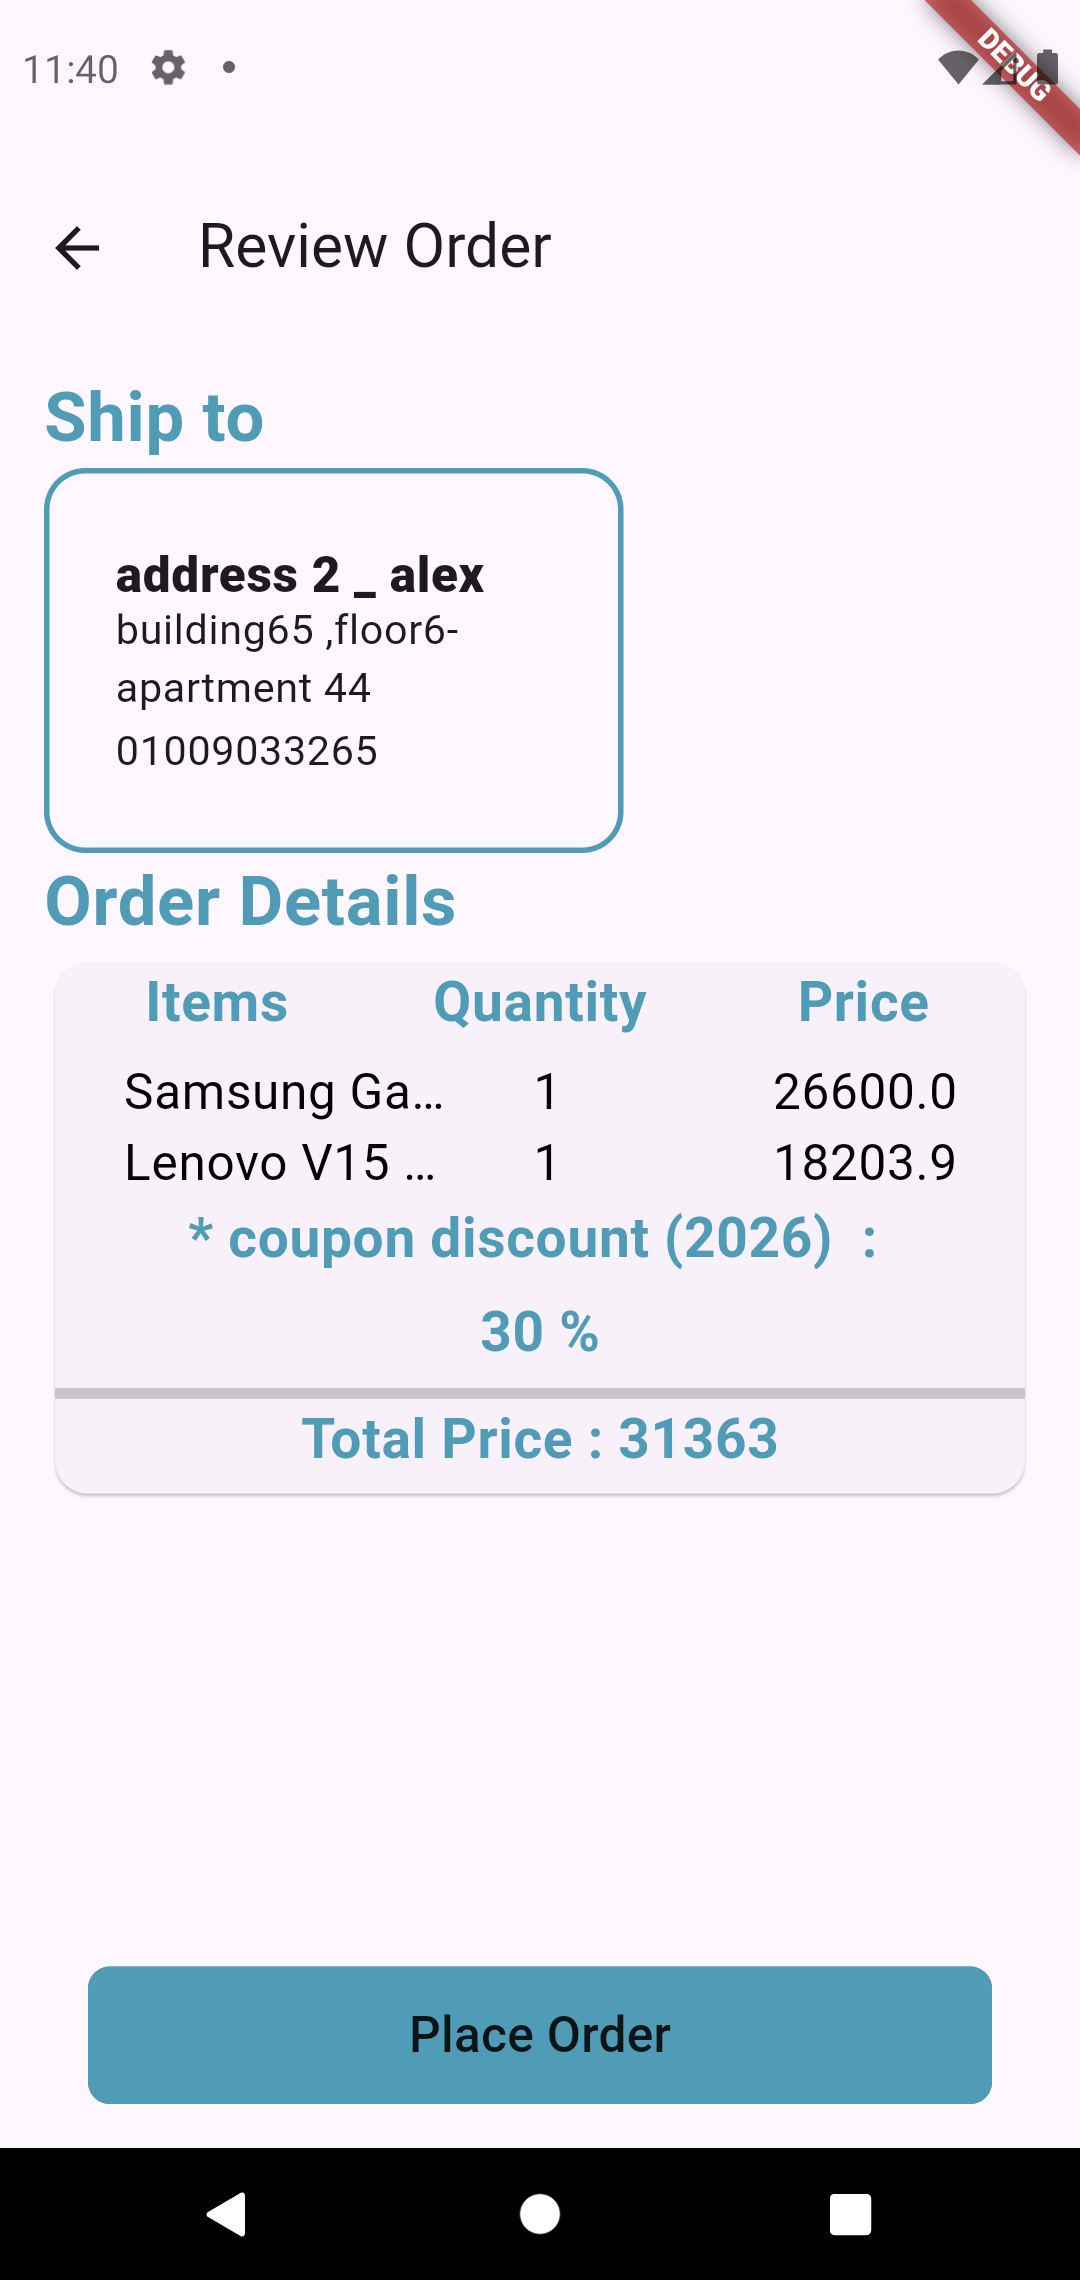 11:40
DEBUG
Review Order
Ship to
address 2 _ alex
building65 ,floor6-
apartment 44
01009033265
Order Details
Items Quantity Price
Samsung Ga... 1 26600.0
Lenovo V15 ... 1 18203.9
* coupon discount (2026)  :
30 %
Total Price : 31363
Place Order